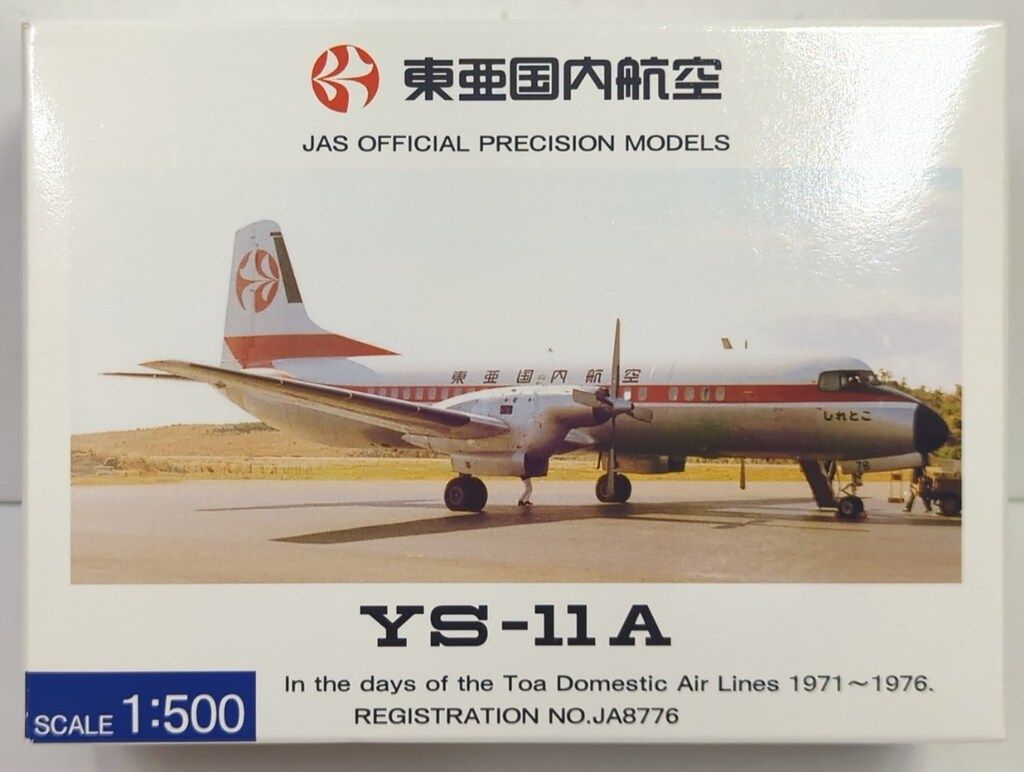 東亜国内航空
JAS OFFICIAL PRECISION MODELS
東亜国内航空
しれとこ
76
YS-11A
In the days of the Toa Domestic Air Lines 1971～1976.
REGISTRATION NO.JA8776
SCALE 1:500